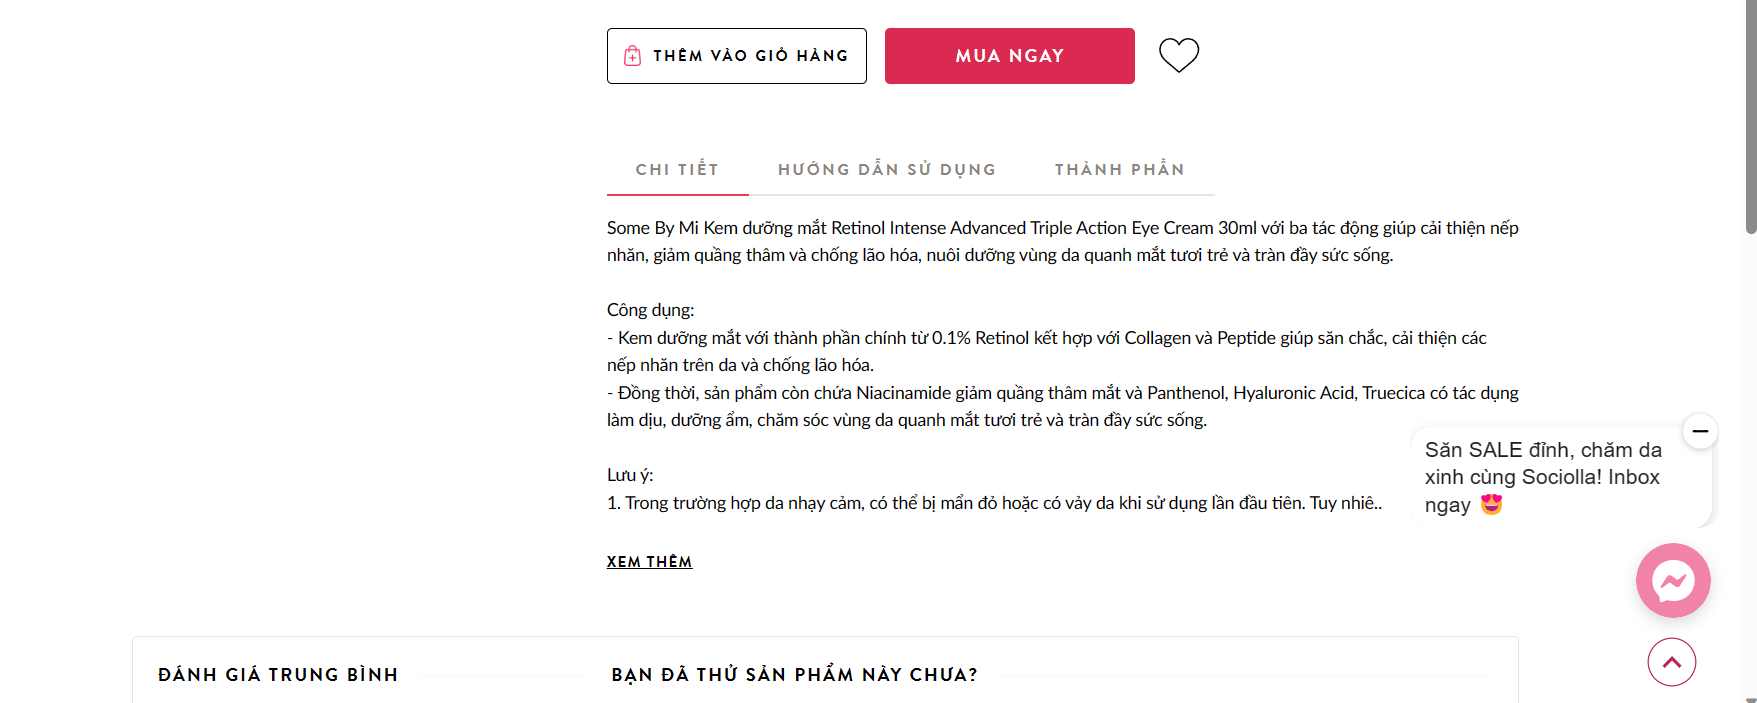 THÊM VÀO GIỎ HÀNG
MUA NGAY
CHI TIẾT
HƯỚNG DẪN SỬ DỤNG
THÀNH PHẦN
Some By Mi Kem dưỡng mắt Retinol Intense Advanced Triple Action Eye Cream 30ml với ba tác động giúp cải thiện nếp
nhăn, giảm quầng thâm và chống lão hóa, nuôi dưỡng vùng da quanh mắt tươi trẻ và tràn đầy sức sống.
Công dụng:
- Kem dưỡng mắt với thành phần chính từ 0.1% Retinol kết hợp với Collagen và Peptide giúp săn chắc, cải thiện các
nếp nhăn trên da và chống lão hóa.
- Đồng thời, sản phẩm còn chứa Niacinamide giảm quầng thâm mắt và Panthenol, Hyaluronic Acid, Truecica có tác dụng
làm dịu, dưỡng ẩm, chăm sóc vùng da quanh mắt tươi trẻ và tràn đầy sức sống.
Lưu ý:
1. Trong trường hợp da nhạy cảm, có thể bị mẩn đỏ hoặc có vảy da khi sử dụng lần đầu tiên. Tuy nhiê..
XEM THÊM
Săn SALE đỉnh, chăm da
xinh cùng Sociolla! Inbox
ngay 😍
ĐÁNH GIÁ TRUNG BÌNH
BẠN ĐÃ THỬ SẢN PHẨM NÀY CHƯA?